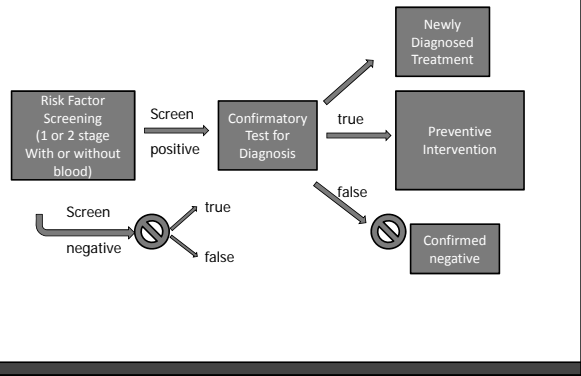 Newly
Diagnosed
Treatment
Risk Factor
Screening
(1 or 2 stage
With or without
blood)
Screen
positive
Confirmatory
Test for
Diagnosis
true
Preventive
Intervention
false
Screen
negative
true
false
Confirmed
negative